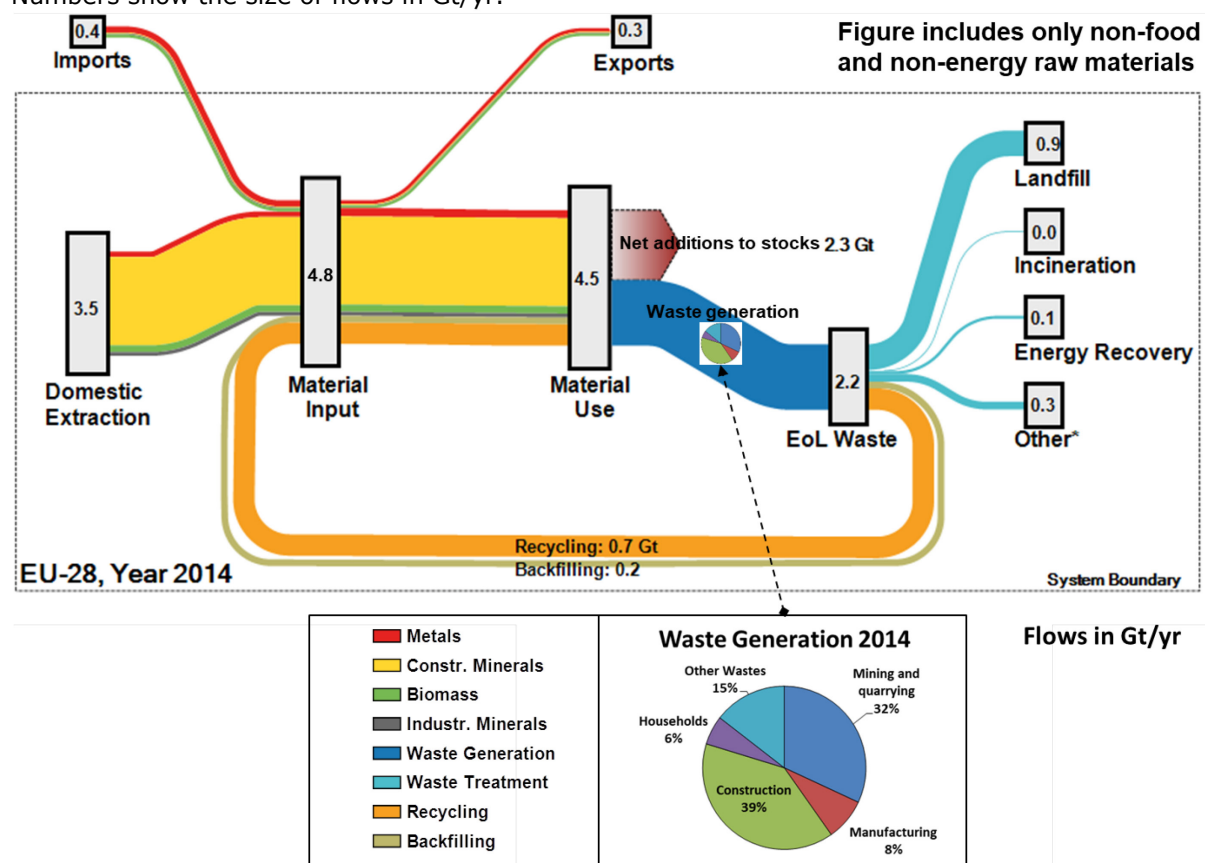 Numbers show the size of flows in Gt/yr.
0.4
Imports
0.3
Exports
Figure includes only non-food
and non-energy raw materials
3.5
Domestic
Extraction
4.8
Material
Input
4.5
Material
Use
Net additions to stocks 2.3 Gt
Waste generation
2.2
EoL Waste
0.9
Landfill
0.0
Incineration
0.1
Energy Recovery
0.3
Other*
Recycling: 0.7 Gt
Backfilling: 0.2
EU-28, Year 2014
System Boundary
Metals
Constr. Minerals
Biomass
Industr. Minerals
Waste Generation
Waste Treatment
Recycling
Backfilling
Waste Generation 2014
Other Wastes
15%
Mining and
quarrying
32%
Households
6%
Construction
39%
Manufacturing
8%
Flows in Gt/yr